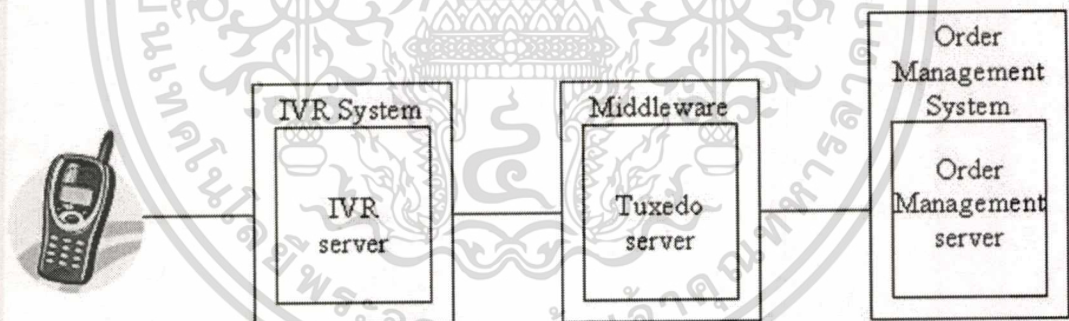 IVR System
IVR
server
Middleware
Tuxedo
server
Order
Management
System
Order
Management
server